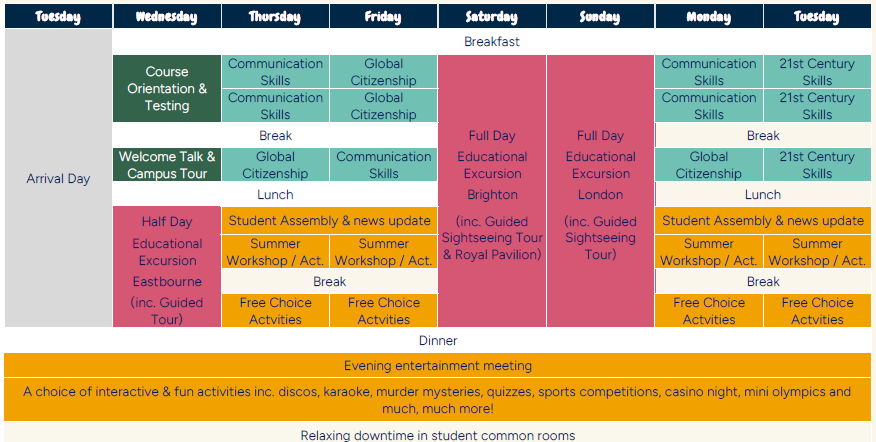 Tuesday Wednesday Thursday Friday Saturday Sunday Monday Tuesday
Breakfast
Arrival Day
Course
Orientation &
Testing
Communication
Skills
Global
Citizenship
Communication
Skills
21st Century
Skills
Communication
Skills
Global
Citizenship
Communication
Skills
21st Century
Skills
Break
Break
Welcome Talk &
Campus Tour
Global
Citizenship
Communication
Skills
Global
Citizenship
21st Century
Skills
Lunch
Lunch
Half Day
Educational
Excursion
Eastbourne
(inc. Guided
Tour)
Full Day
Educational
Excursion
Brighton
(inc. Guided
Sightseeing Tour
& Royal Pavilion)
Full Day
Educational
Excursion
London
(inc. Guided
Sightseeing
Tour)
Student Assembly & news update
Student Assembly & news update
Summer
Workshop / Act.
Summer
Workshop / Act.
Summer
Workshop / Act.
Summer
Workshop / Act.
Break
Break
Free Choice
Actvities
Free Choice
Actvities
Free Choice
Actvities
Free Choice
Actvities
Dinner
Evening entertainment meeting
A choice of interactive & fun activities inc. discos, karaoke, murder mysteries, quizzes, sports competitions, casino night, mini olympics and
much, much more!
Relaxing downtime in student common rooms